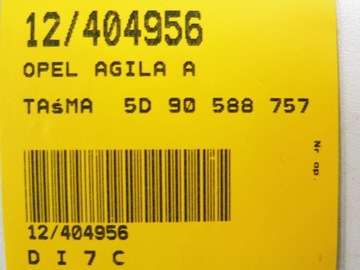 12/404956
OPEL AGILA A
TAśMA 5D 90 588 757
Nr op.
12/404956
D I 7 C